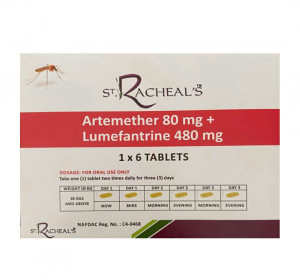 ST. RACHEAL'S
Artemether 80 mg +
Lumefantrine 480 mg
1 x 6 TABLETS
DOSAGE: FOR ORAL USE ONLY
Take one (1) tablet two times daily for three (3) days
WEIGHT IN KG DAY 1 DAY 1 DAY 2 DAY 2 DAY 3 DAY 3
35 KGS AND ABOVE
NOW 8HRS MORNING EVENING MORNING EVENING
ST. RACHEAL'S
NAFDAC Reg. No. : C4-0468